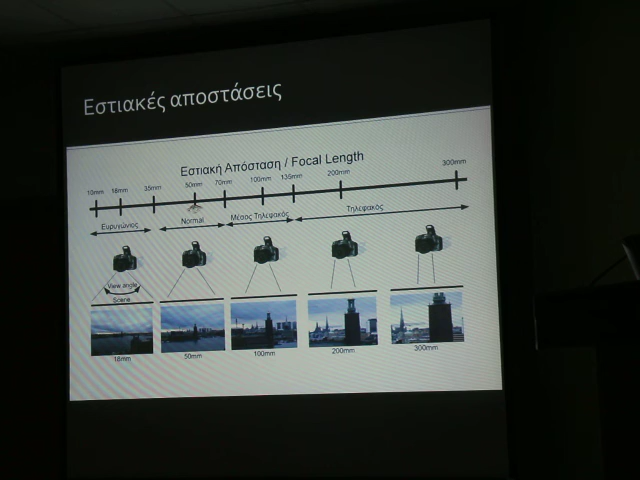 Εστιακές αποστάσεις
Εστιακή Απόσταση / Focal Length
10mm 18mm 35mm 50mm 70mm 100mm 135mm 200mm 300mm
Ευρυγώνιος Normal Μέσος Τηλεφακός Τηλεφακός
View angle
Scene
18mm 50mm 100mm 200mm 300mm